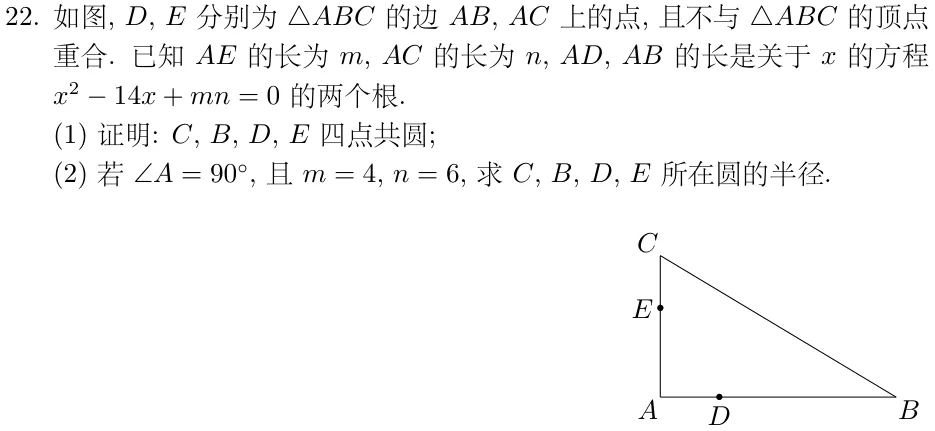 22. 如图, D, E 分别为 △ABC 的边 AB, AC 上的点, 且不与 △ABC 的顶点
重合. 已知 AE 的长为 m, AC 的长为 n, AD, AB 的长是关于 x 的方程
x² − 14x + mn = 0 的两个根.
(1) 证明: C, B, D, E 四点共圆;
(2) 若 ∠A = 90°, 且 m = 4, n = 6, 求 C, B, D, E 所在圆的半径.
C
E
A
D
B